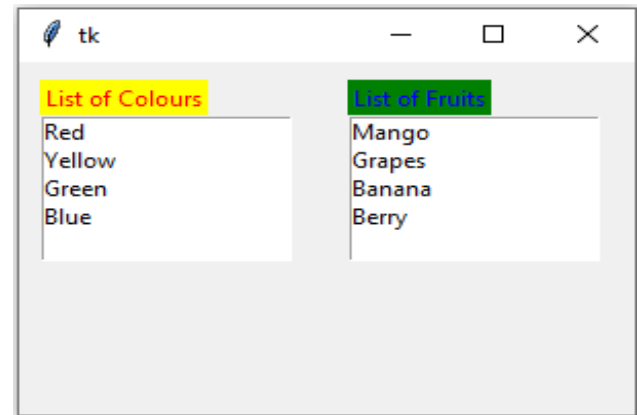 tk
List of Colours
Red
Yellow
Green
Blue
List of Fruits
Mango
Grapes
Banana
Berry